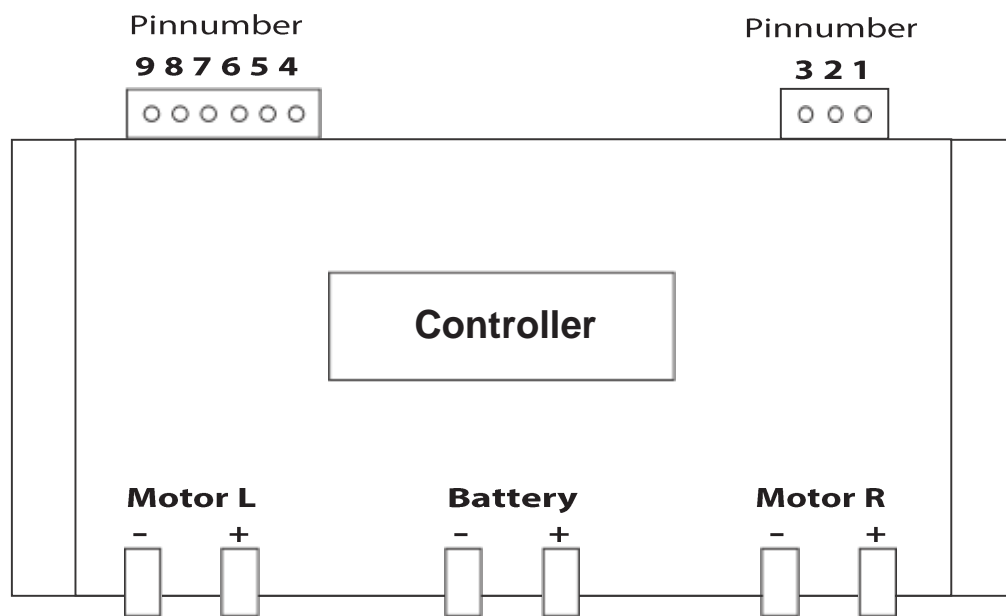 Pinnumber
9 8 7 6 5 4
Pinnumber
3 2 1
Controller
Motor L
– +
Battery
– +
Motor R
– +